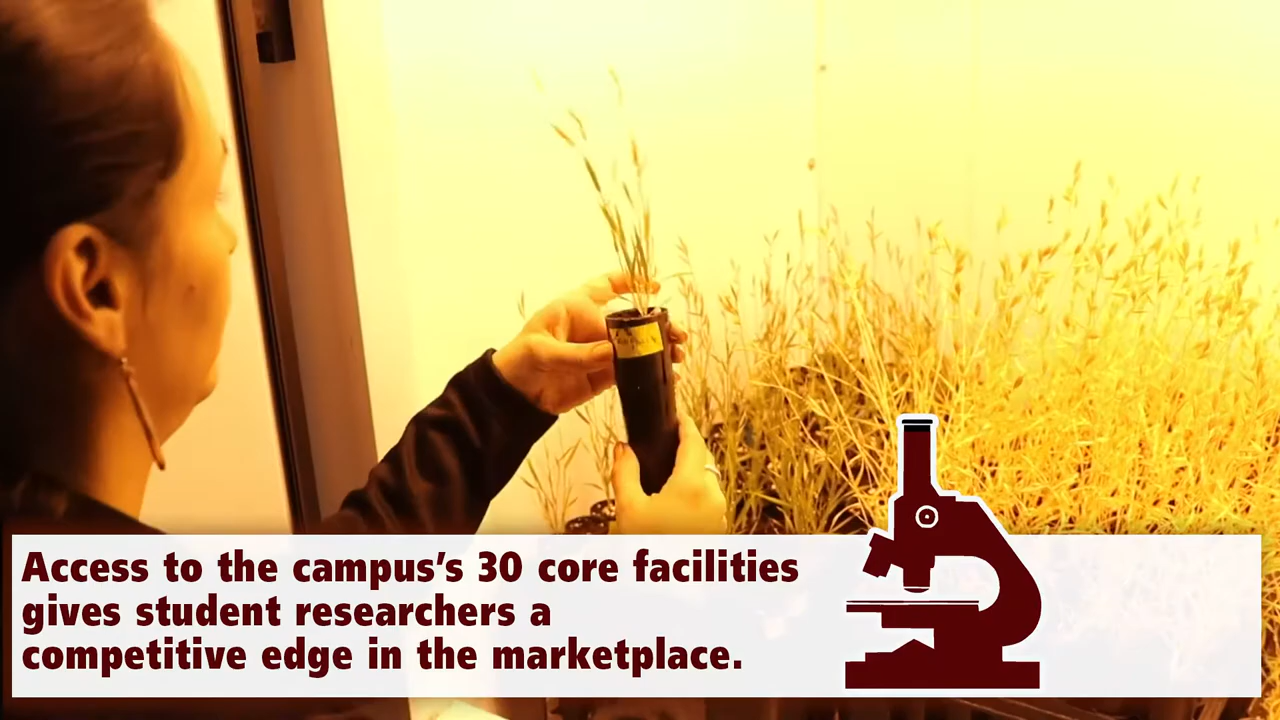 Access to the campus’s 30 core facilities
gives student researchers a
competitive edge in the marketplace.